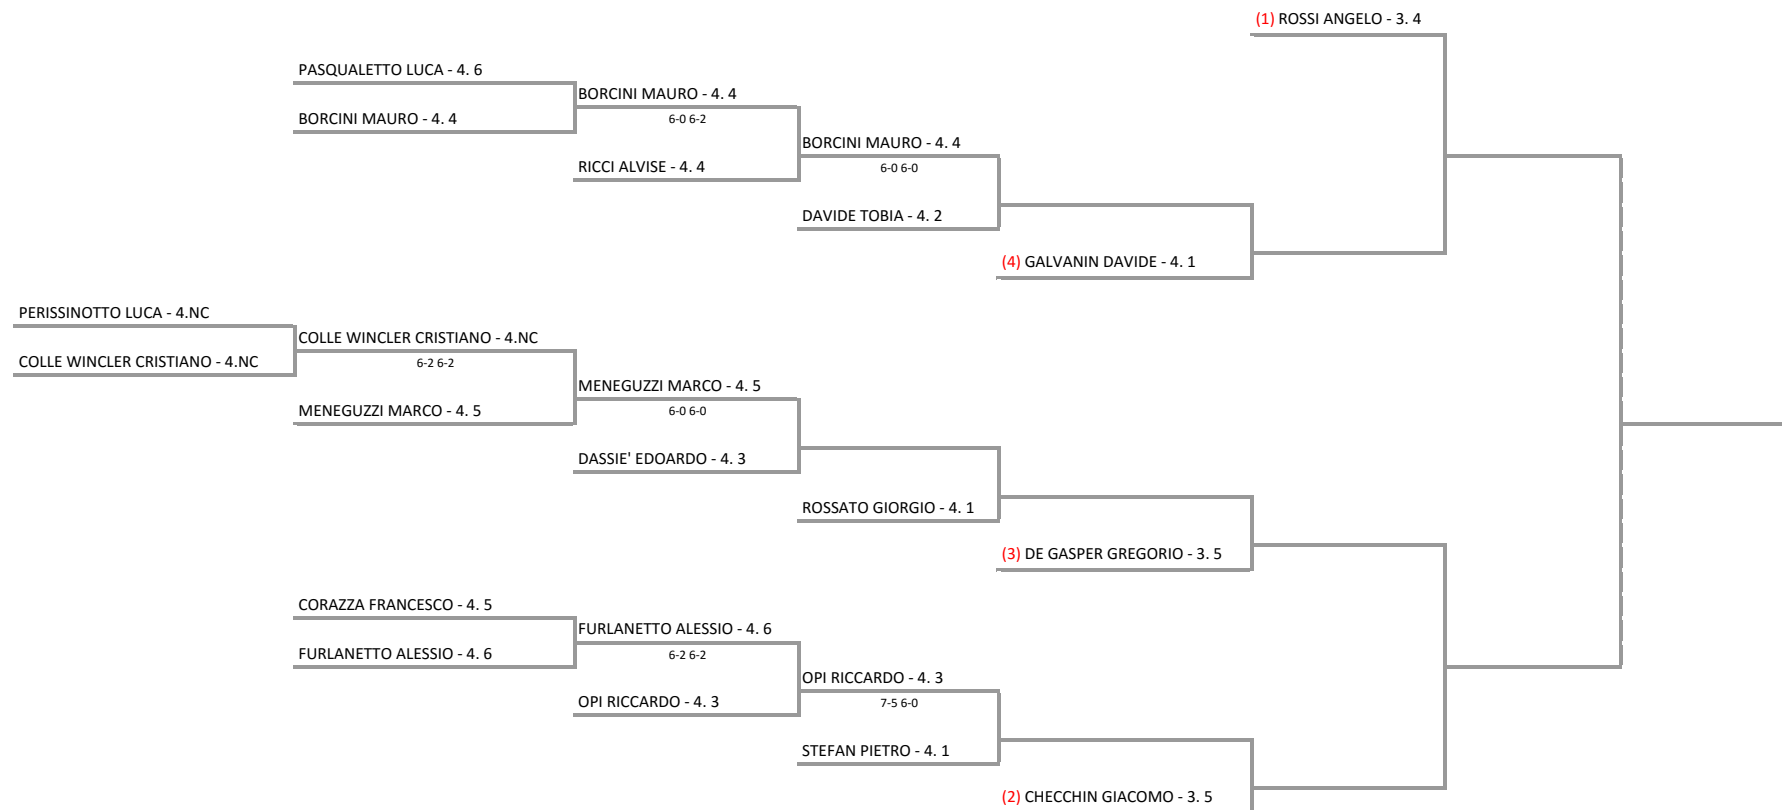 (1) ROSSI ANGELO - 3. 4
PASQUALETTO LUCA - 4. 6
BORCINI MAURO - 4. 4
BORCINI MAURO - 4. 4
6-0 6-2
BORCINI MAURO - 4. 4
RICCI ALVISE - 4. 4
6-0 6-0
DAVIDE TOBIA - 4. 2
(4) GALVANIN DAVIDE - 4. 1
PERISSINOTTO LUCA - 4.NC
COLLE WINCLER CRISTIANO - 4.NC
COLLE WINCLER CRISTIANO - 4.NC
6-2 6-2
MENEGUZZI MARCO - 4. 5
MENEGUZZI MARCO - 4. 5
6-0 6-0
DASSIE' EDOARDO - 4. 3
ROSSATO GIORGIO - 4. 1
(3) DE GASPER GREGORIO - 3. 5
CORAZZA FRANCESCO - 4. 5
FURLANETTO ALESSIO - 4. 6
FURLANETTO ALESSIO - 4. 6
6-2 6-2
OPI RICCARDO - 4. 3
OPI RICCARDO - 4. 3
7-5 6-0
STEFAN PIETRO - 4. 1
(2) CHECCHIN GIACOMO - 3. 5